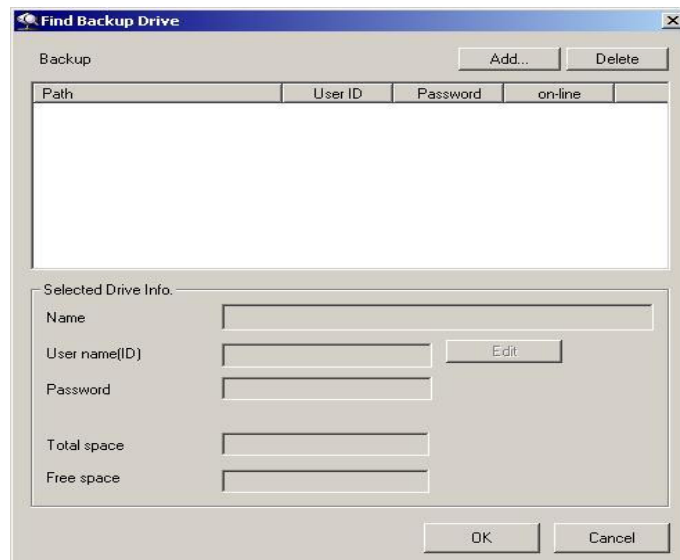 Find Backup Drive
Backup Add... Delete
Path User ID Password on-line
Selected Drive Info.
Name
User name(ID) Edit
Password
Total space
Free space
OK Cancel